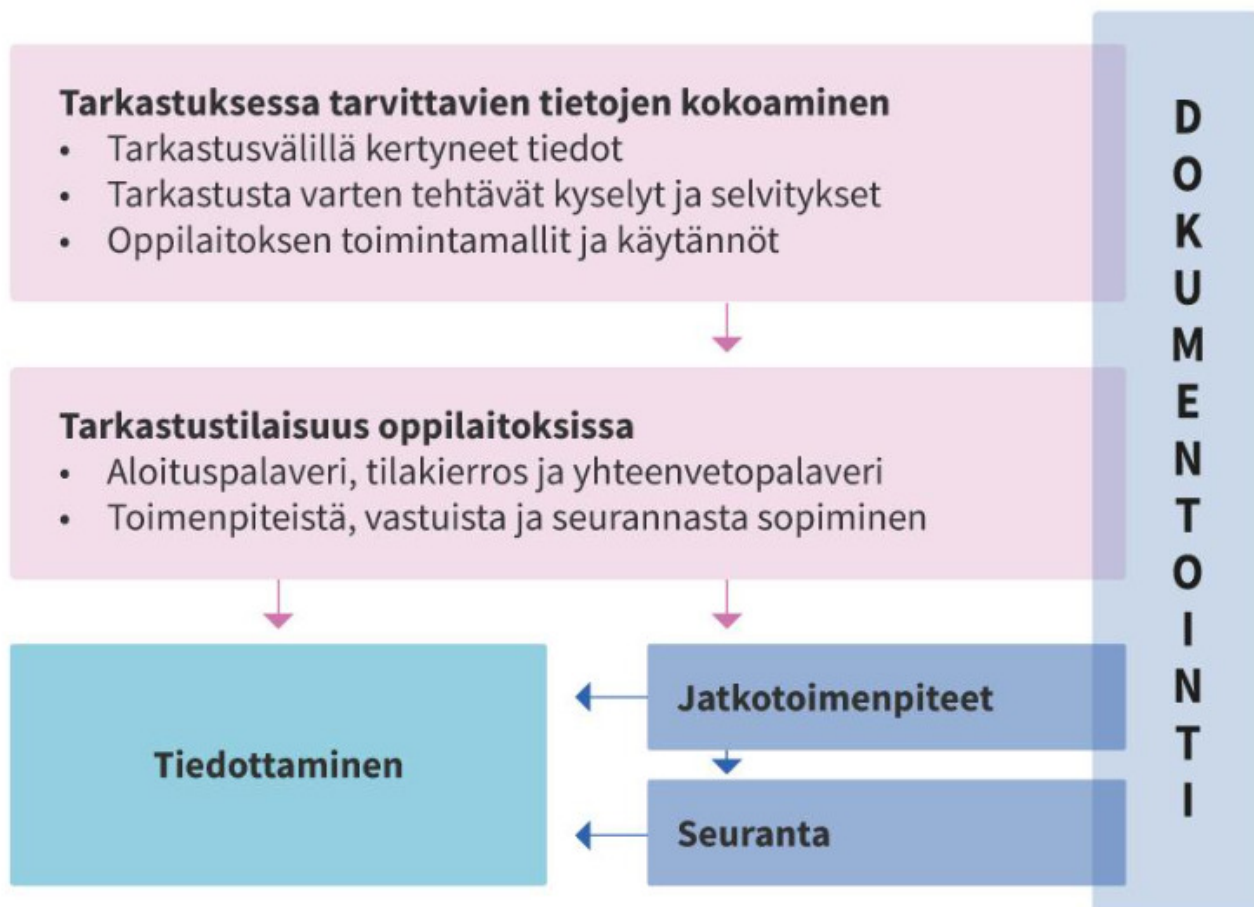 Tarkastuksessa tarvittavien tietojen kokoaminen
• Tarkastusvälillä kertyneet tiedot
• Tarkastusta varten tehtävät kyselyt ja selvitykset
• Oppilaitoksen toimintamallit ja käytännöt
Tarkastustilaisuus oppilaitoksissa
• Aloituspalaveri, tilakierros ja yhteenvetopalaveri
• Toimenpiteistä, vastuista ja seurannasta sopiminen
Tiedottaminen
Jatkotoimenpiteet
Seuranta
DOKUMENTOINTI